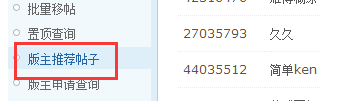 批量移帖
置顶查询
版主推荐帖子
版主申请查询
27035793 久久
44035512 简单ken